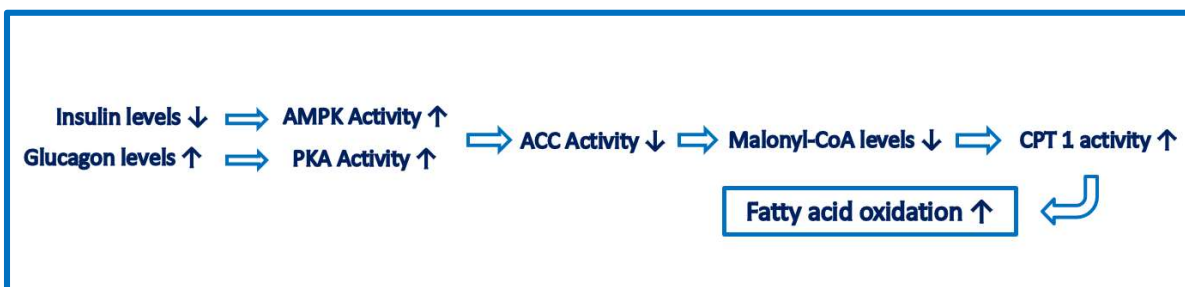 Insulin levels ↓ ⇨ AMPK Activity ↑
Glucagon levels ↑ ⇨ PKA Activity ↑
⇨ ACC Activity ↓ ⇨ Malonyl-CoA levels ↓ ⇨ CPT 1 activity ↑
Fatty acid oxidation ↑